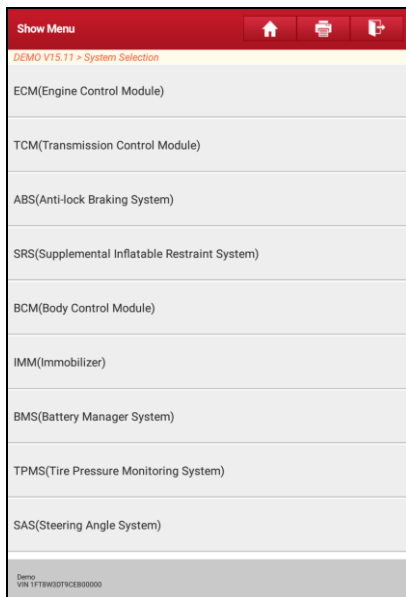 Show Menu
DEMO V15.11 > System Selection
ECM(Engine Control Module)
TCM(Transmission Control Module)
ABS(Anti-lock Braking System)
SRS(Supplemental Inflatable Restraint System)
BCM(Body Control Module)
IMM(Immobilizer)
BMS(Battery Manager System)
TPMS(Tire Pressure Monitoring System)
SAS(Steering Angle System)
Demo
VIN 1FT8W3DT9CEB00000